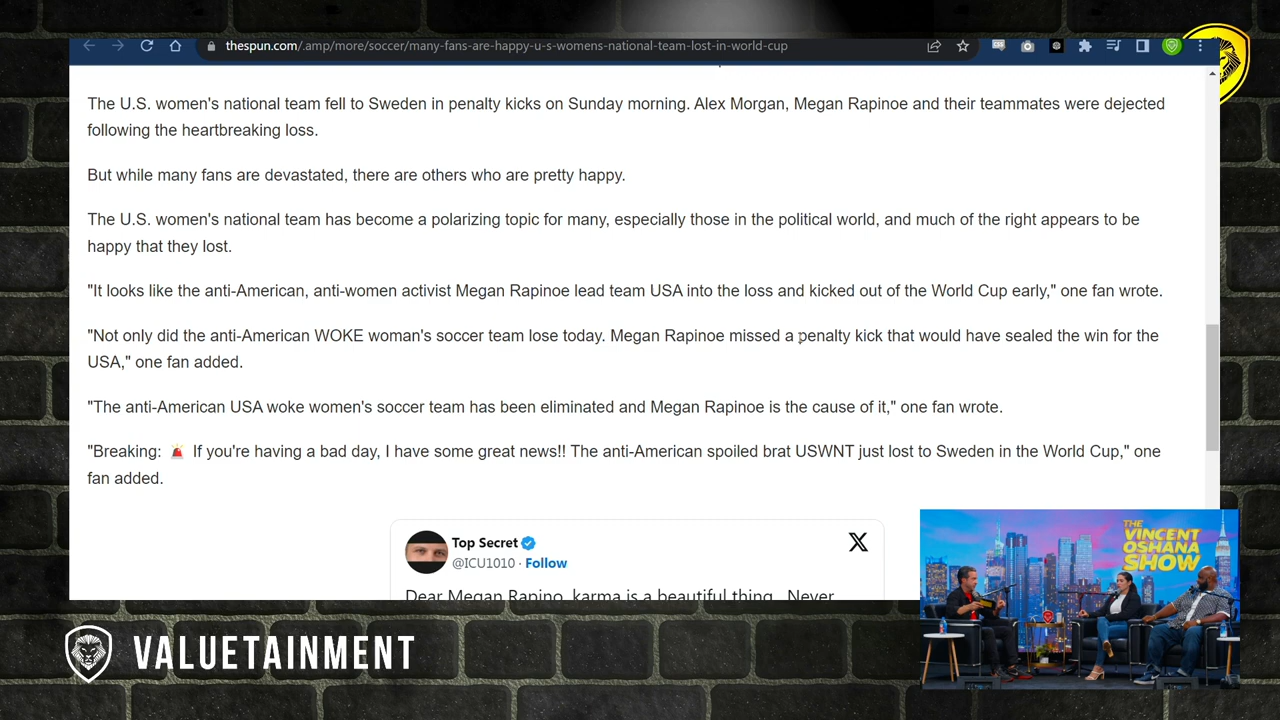 thespun.com/.amp/more/soccer/many-fans-are-happy-u-s-womens-national-team-lost-in-world-cup
The U.S. women's national team fell to Sweden in penalty kicks on Sunday morning. Alex Morgan, Megan Rapinoe and their teammates were dejected
following the heartbreaking loss.
But while many fans are devastated, there are others who are pretty happy.
The U.S. women's national team has become a polarizing topic for many, especially those in the political world, and much of the right appears to be
happy that they lost.
"It looks like the anti-American, anti-women activist Megan Rapinoe lead team USA into the loss and kicked out of the World Cup early," one fan wrote.
"Not only did the anti-American WOKE woman's soccer team lose today. Megan Rapinoe missed a penalty kick that would have sealed the win for the
USA," one fan added.
"The anti-American USA woke women's soccer team has been eliminated and Megan Rapinoe is the cause of it," one fan wrote.
"Breaking: 🚨 If you're having a bad day, I have some great news!! The anti-American spoiled brat USWNT just lost to Sweden in the World Cup," one
fan added.
Top Secret
@ICU1010 · Follow
Dear Megan Rapino, karma is a beautiful thing. Never
THE
VINCENT
OSHANA
SHOW
VALUETAINMENT